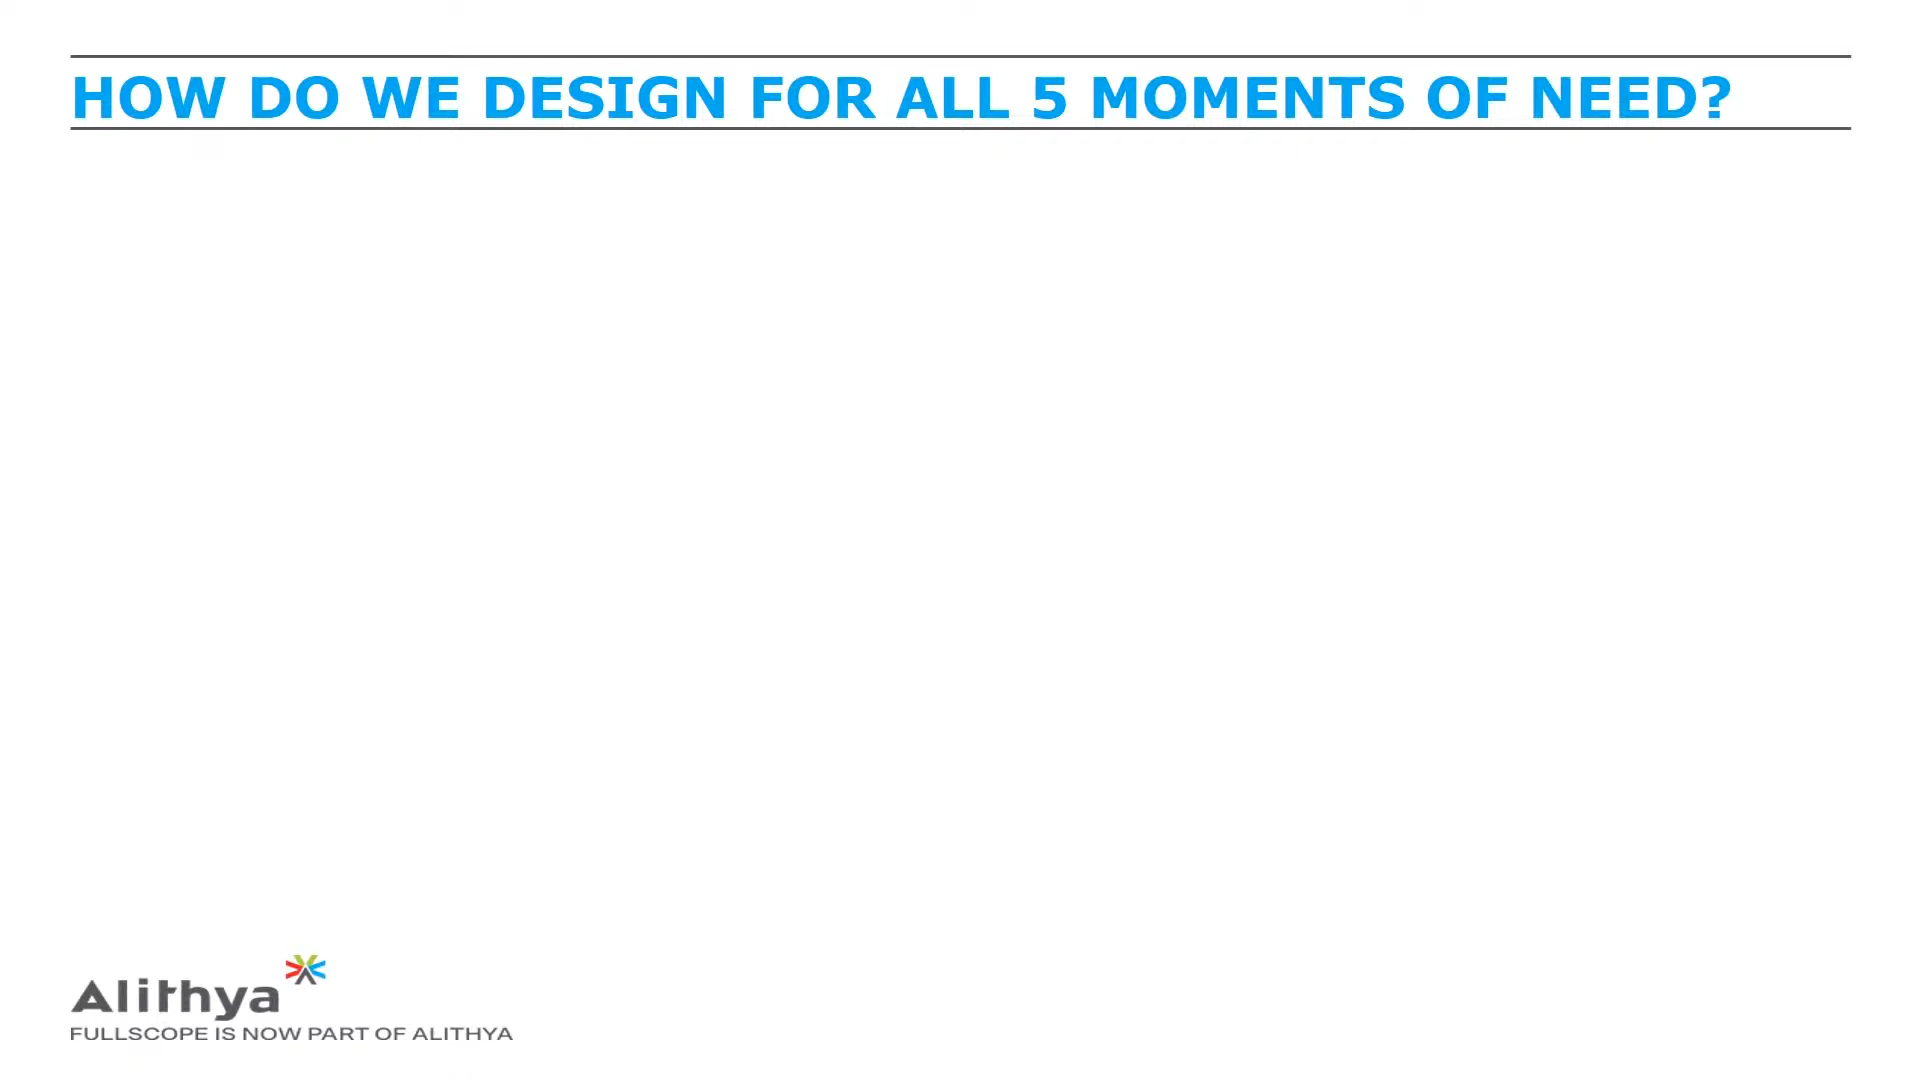 HOW DO WE DESIGN FOR ALL 5 MOMENTS OF NEED?
Alithya
FULLSCOPE IS NOW PART OF ALITHYA